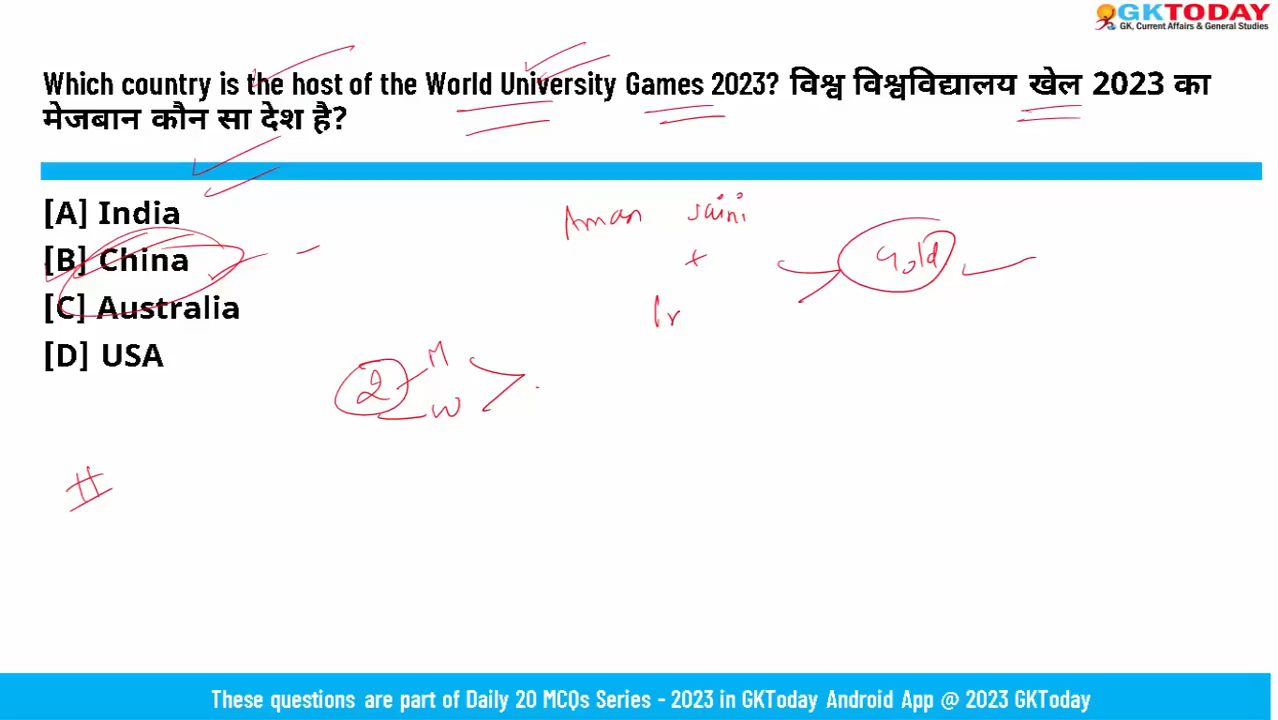 GKTODAY
GK, Current Affairs & General Studies
Which country is the host of the World University Games 2023? विश्व विश्वविद्यालय खेल 2023 का
मेजबान कौन सा देश है?
[A] India
[B] China
[C] Australia
[D] USA
Aman saini
+
Gold
2 M
W
These questions are part of Daily 20 MCQs Series - 2023 in GKToday Android App @ 2023 GKToday